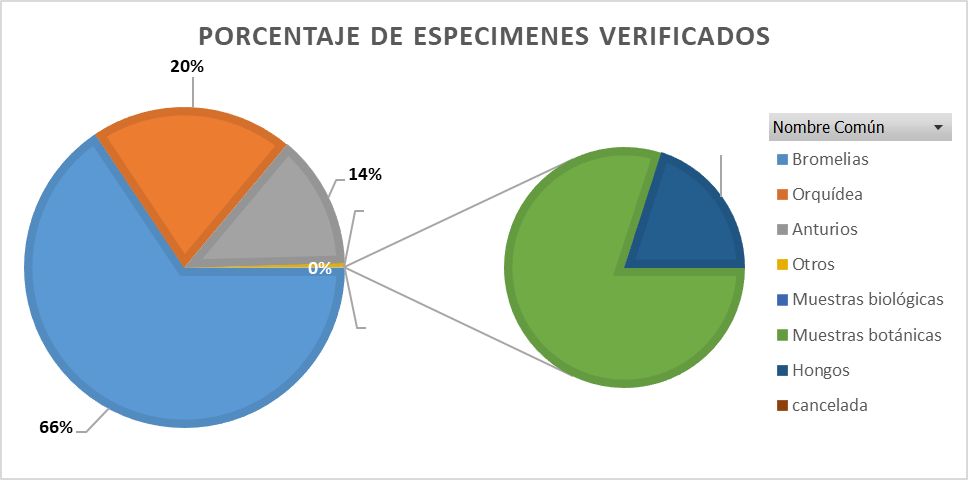 PORCENTAJE DE ESPECIMENES VERIFICADOS
20%
14%
0%
66%
Nombre Común
Bromelias
Orquídea
Anturios
Otros
Muestras biológicas
Muestras botánicas
Hongos
cancelada